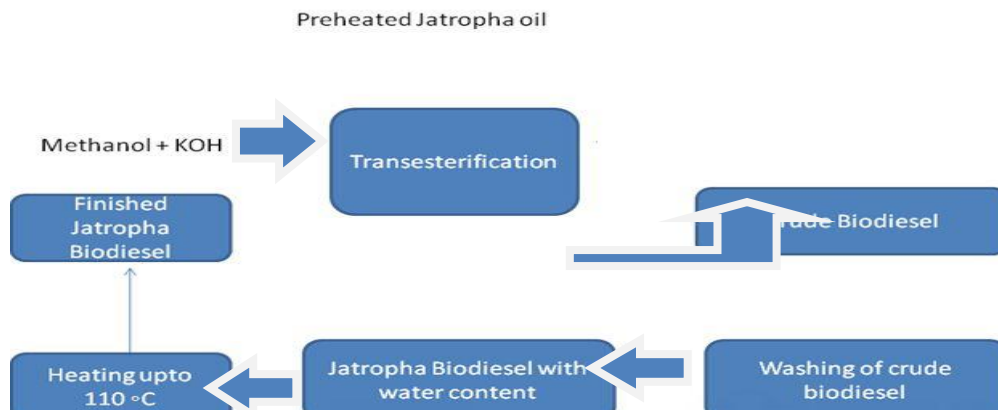 Preheated Jatropha oil
Methanol + KOH
Transesterification
Finished
Jatropha
Biodiesel
rude Biodiesel
Washing of crude
biodiesel
Jatropha Biodiesel with
water content
Heating upto
110 °C